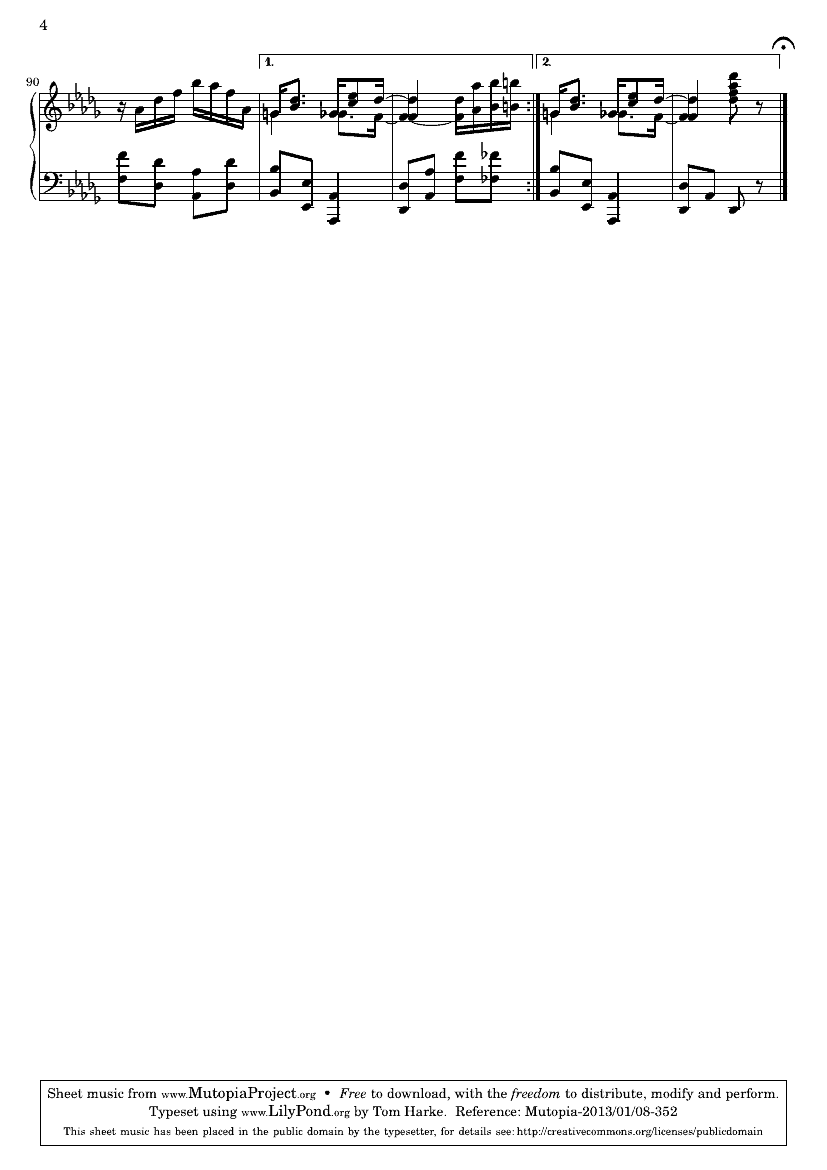 4
90
1.
2.
Sheet music from www.MutopiaProject.org • Free to download, with the freedom to distribute, modify and perform.
Typeset using www.LilyPond.org by Tom Harke. Reference: Mutopia-2013/01/08-352
This sheet music has been placed in the public domain by the typesetter, for details see: http://creativecommons.org/licenses/publicdomain